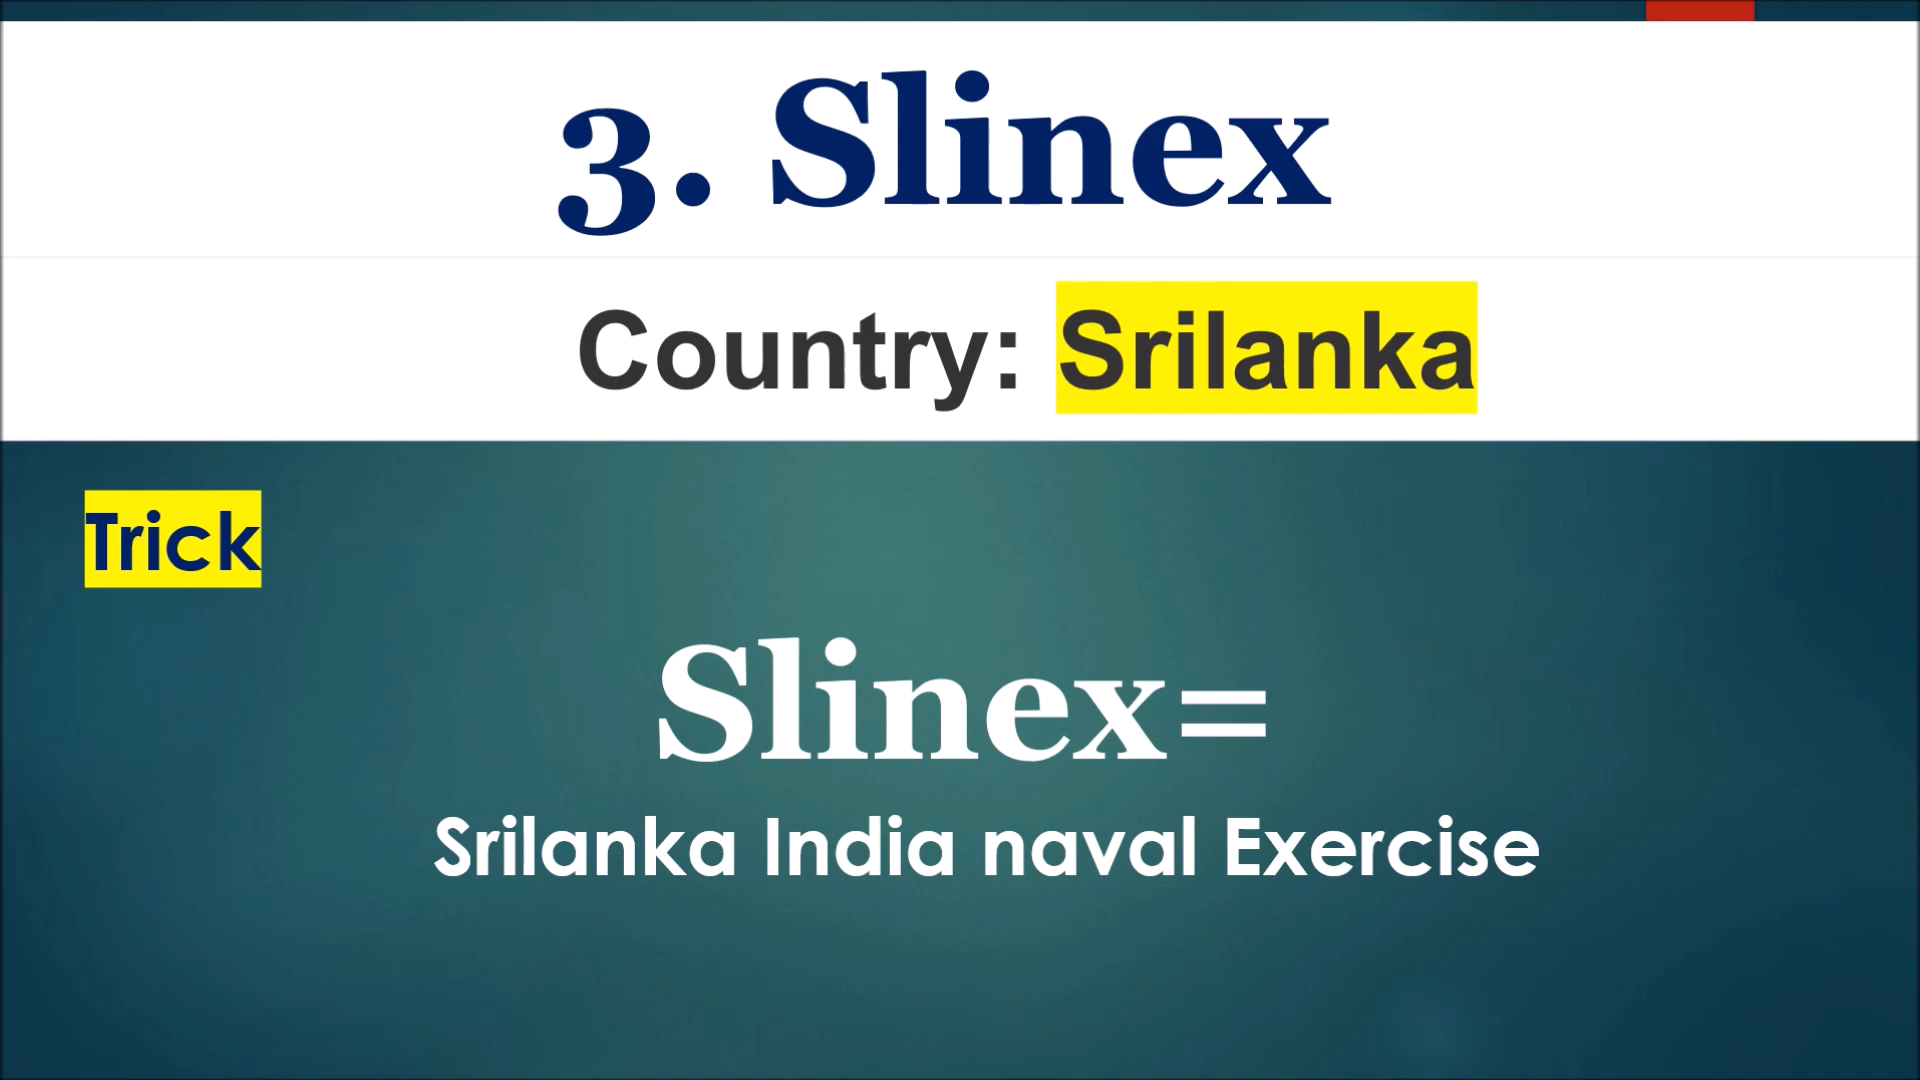 3. Slinex
Country: Srilanka
Trick
Slinex=
Srilanka India naval Exercise